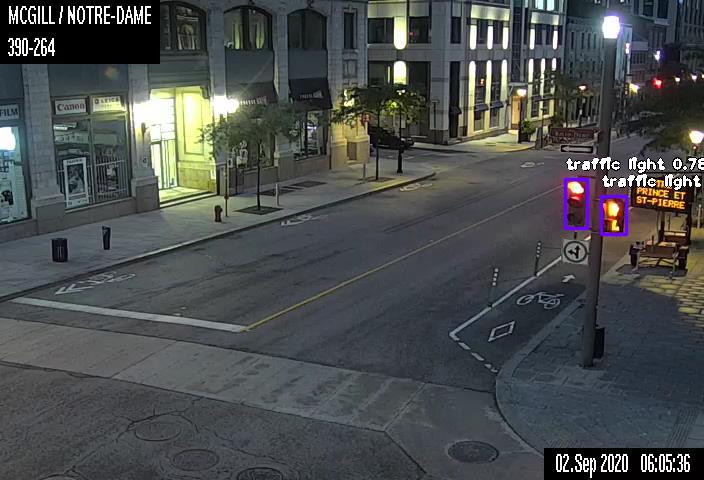 MCGILL / NOTRE-DAME
390-264
FILM
Canon
traffic light 0.78
traffic light
PRINCE ET
ST-PIERRE
02.Sep 2020 06:05:36